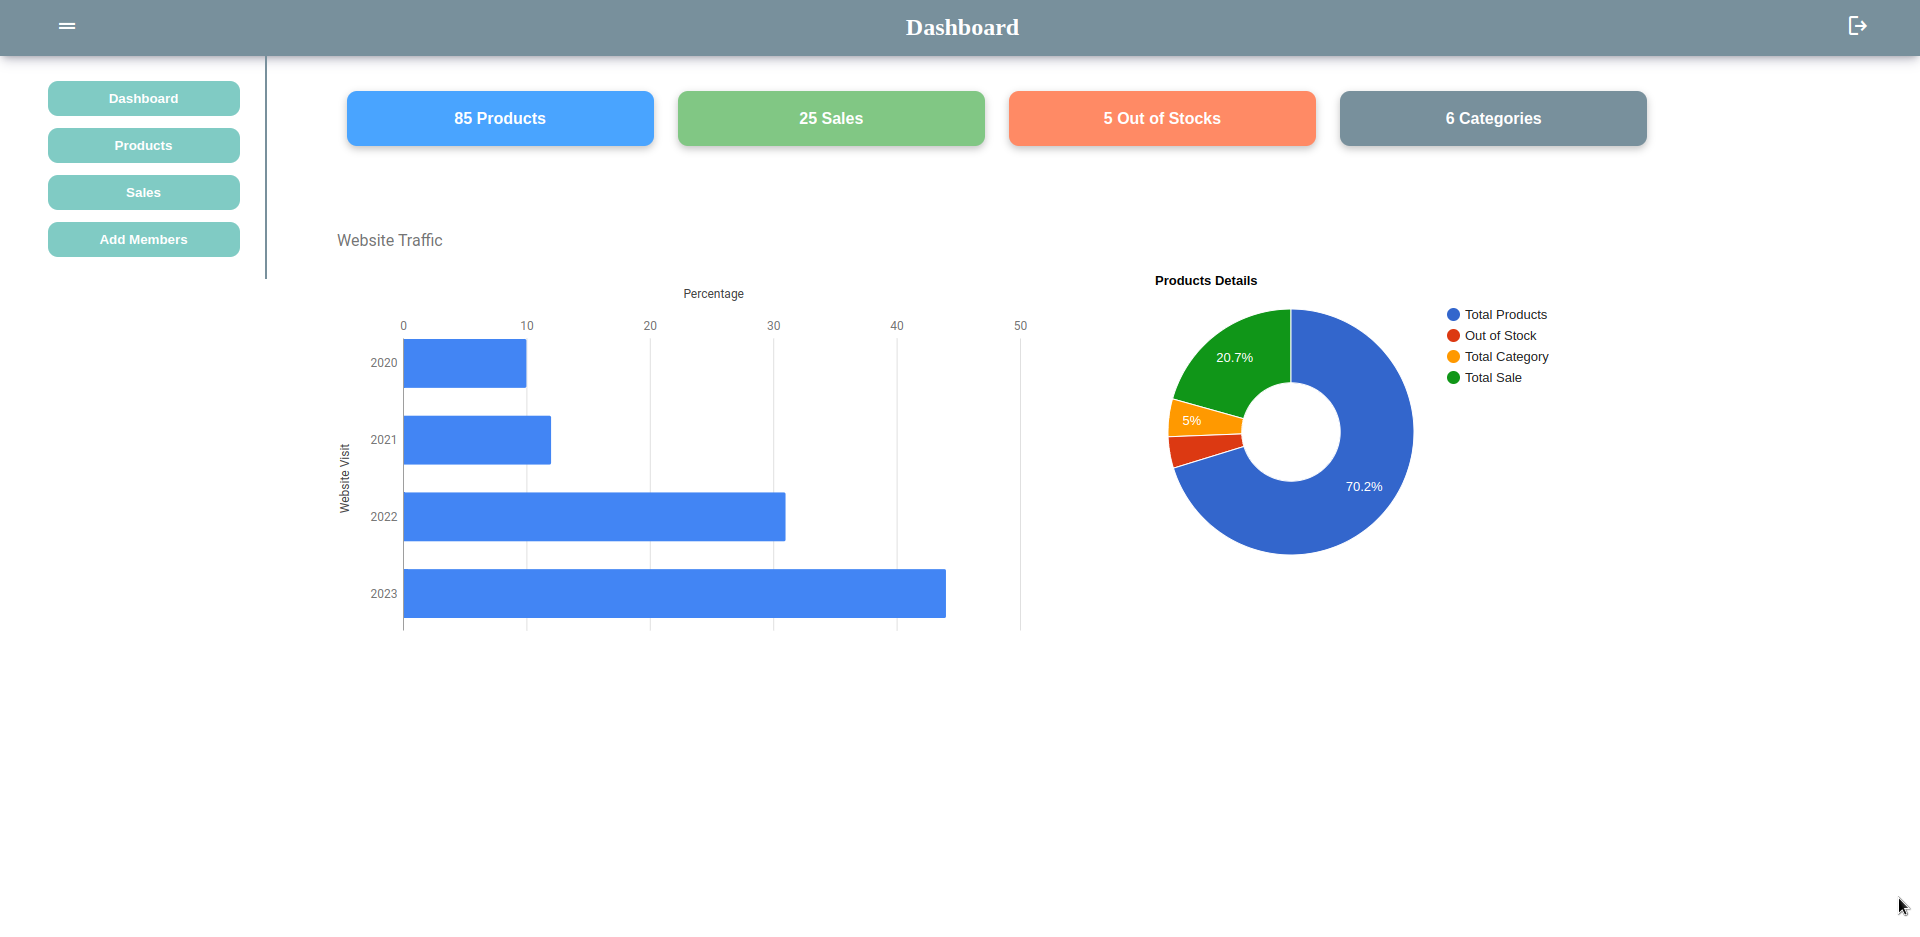 Dashboard
Dashboard
Products
Sales
Add Members
85 Products
25 Sales
5 Out of Stocks
6 Categories
Website Traffic
Percentage
0 10 20 30 40 50
2020
2021
2022
2023
Website Visit
Products Details
20.7%
5%
70.2%
Total Products
Out of Stock
Total Category
Total Sale